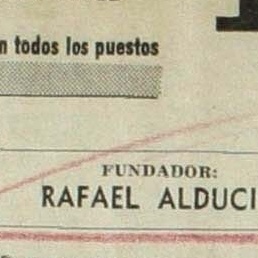 n todos los puestos
FUNDADOR:
RAFAEL ALDUCI